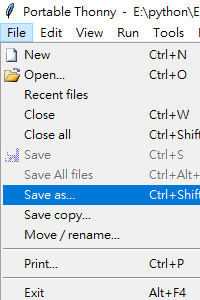 Portable Thonny - E:\python\E
File Edit View Run Tools
New Ctrl+N
Open... Ctrl+O
Recent files
Close Ctrl+W
Close all Ctrl+Shift
Save Ctrl+S
Save All files Ctrl+Alt+
Save as... Ctrl+Shift
Save copy...
Move / rename...
Print... Ctrl+P
Exit Alt+F4